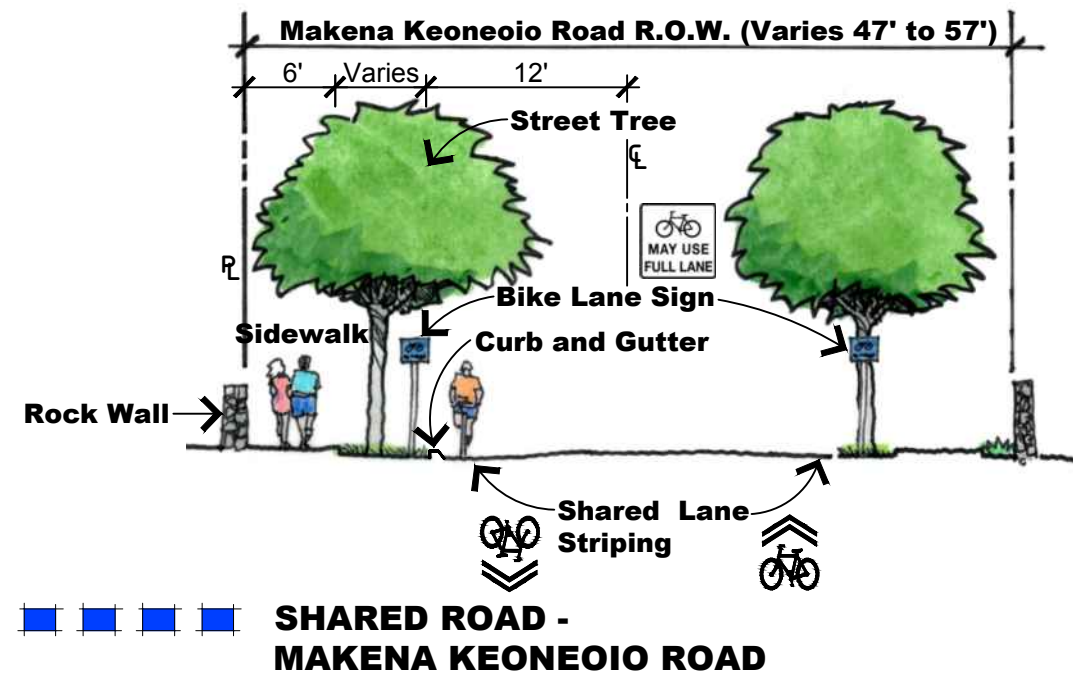 Makena Keoneoio Road R.O.W. (Varies 47' to 57')
6' Varies 12'
Street Tree
CL
MAY USE
FULL LANE
PL
Bike Lane Sign
Sidewalk
Curb and Gutter
Rock Wall
Shared Lane
Striping
SHARED ROAD -
MAKENA KEONEOIO ROAD